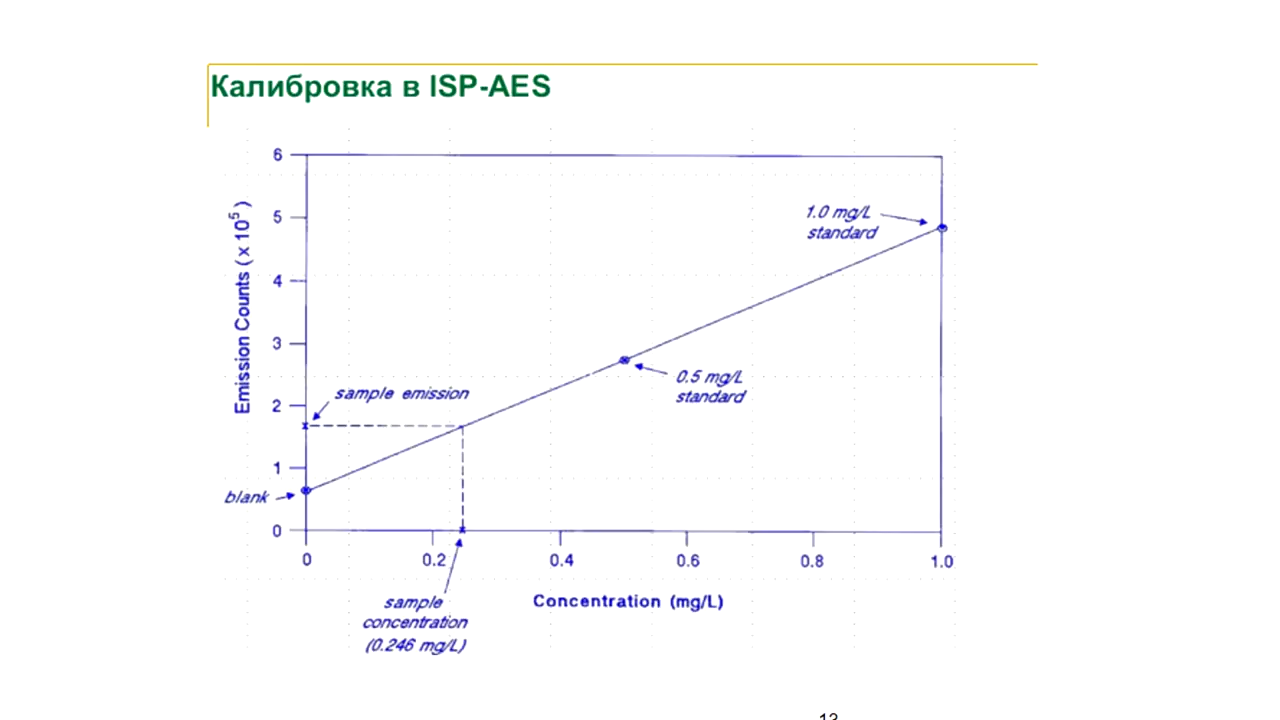 Калибровка в ISP-AES
6
5
4
3
2
1
0
Emission Counts ( x 10⁵ )
1.0 mg/L
standard
0.5 mg/L
standard
sample emission
blank
0
0.2
0.4
0.6
0.8
1.0
Concentration (mg/L)
sample
concentration
(0.246 mg/L)